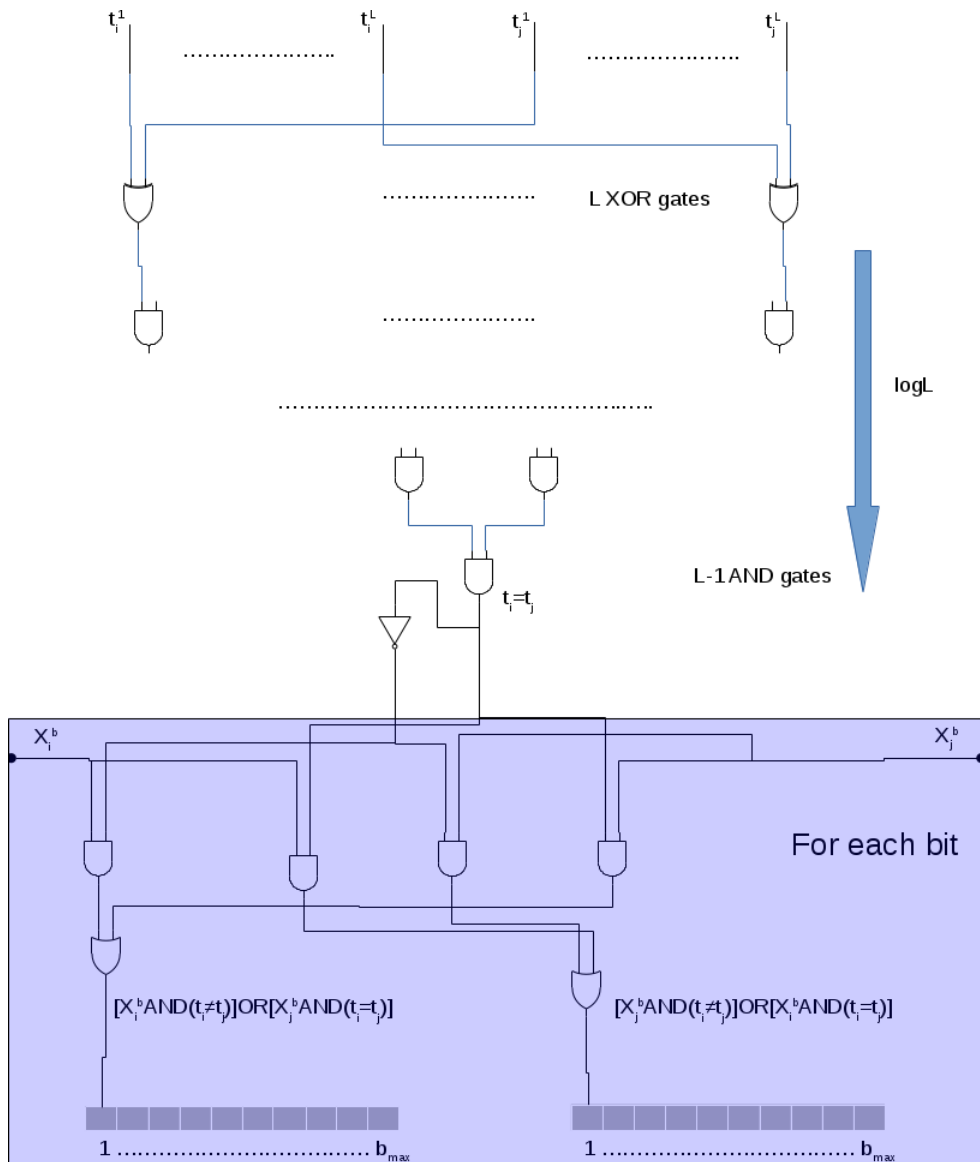 t_i^1 t_i^L t_j^1 t_j^L
L XOR gates
logL
L-1 AND gates
t_i=t_j
X_i^b X_j^b
For each bit
[X_i^b AND(t_i≠t_j)]OR[X_j^b AND(t_i=t_j)] [X_j^b AND(t_i≠t_j)]OR[X_i^b AND(t_i=t_j)]
1 ........................................ b_max 1 ........................................ b_max